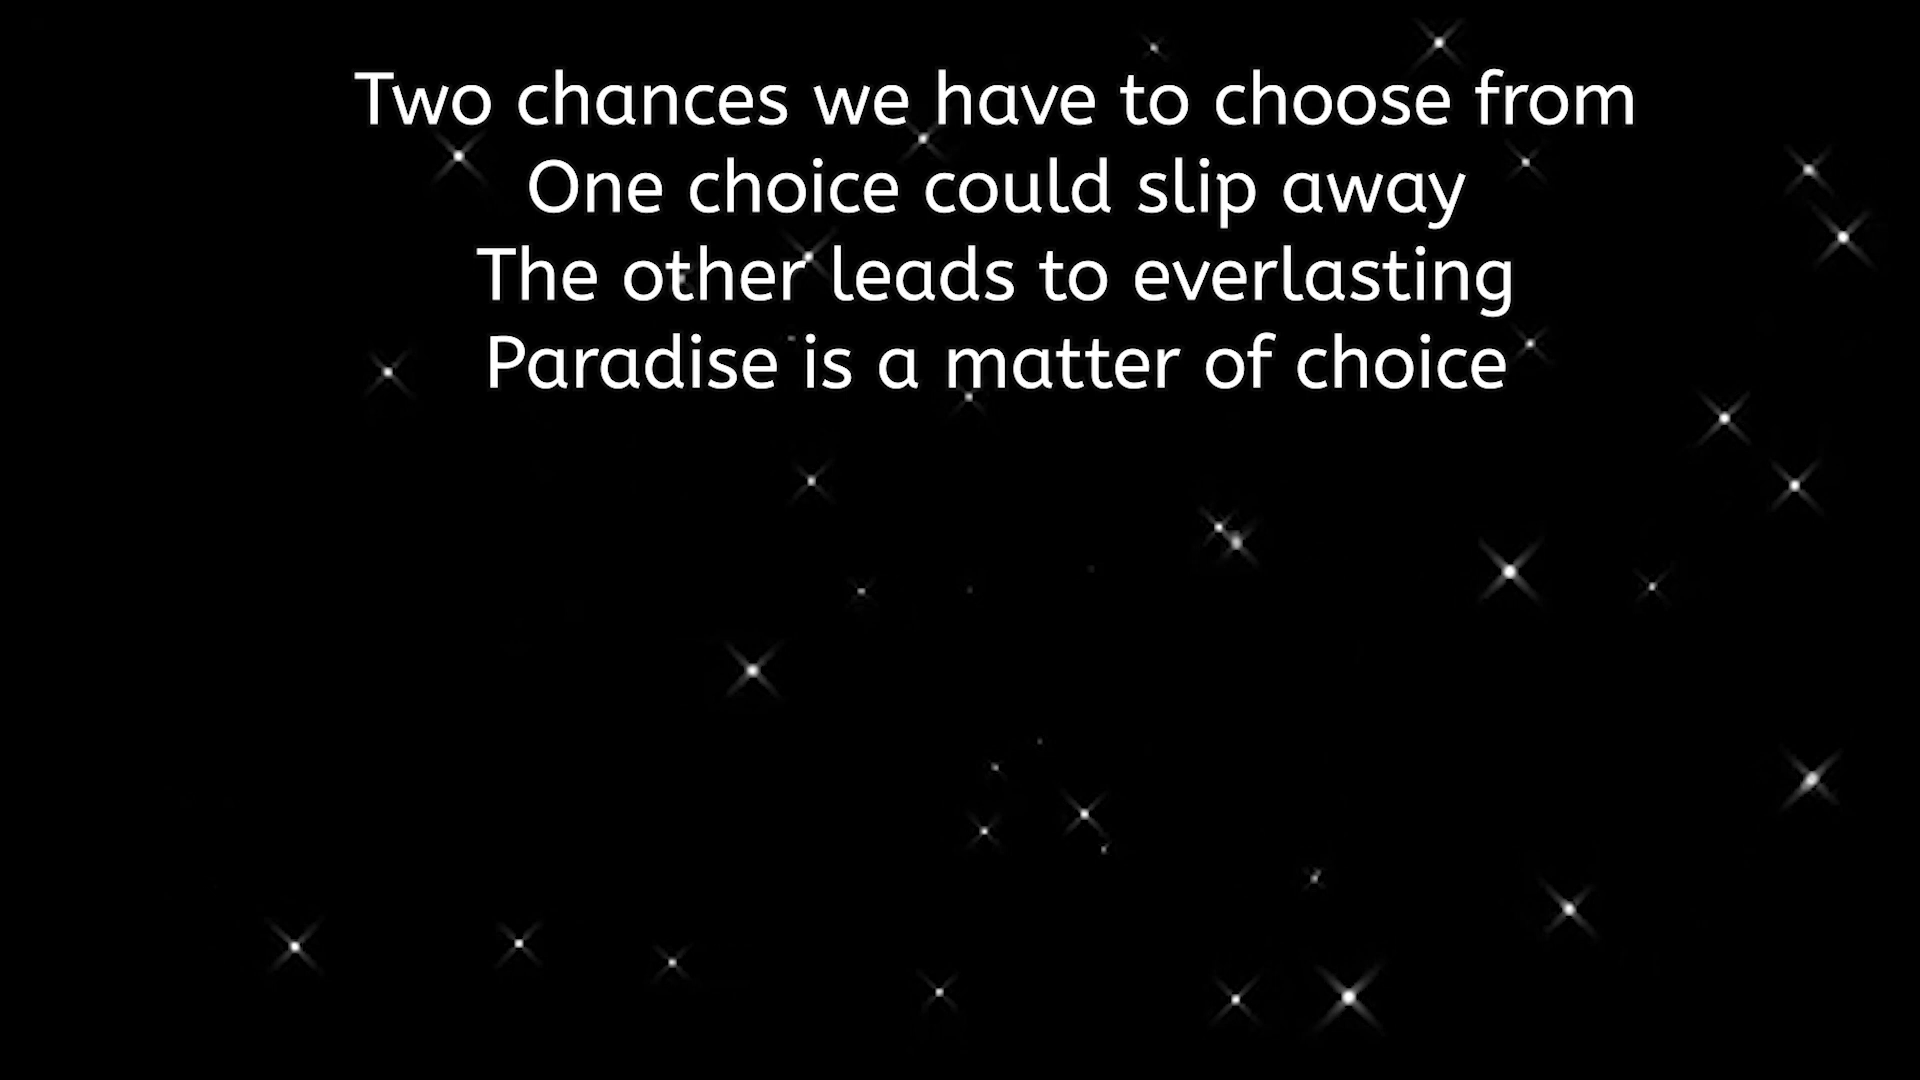 Two chances we have to choose from
One choice could slip away
The other leads to everlasting
Paradise is a matter of choice